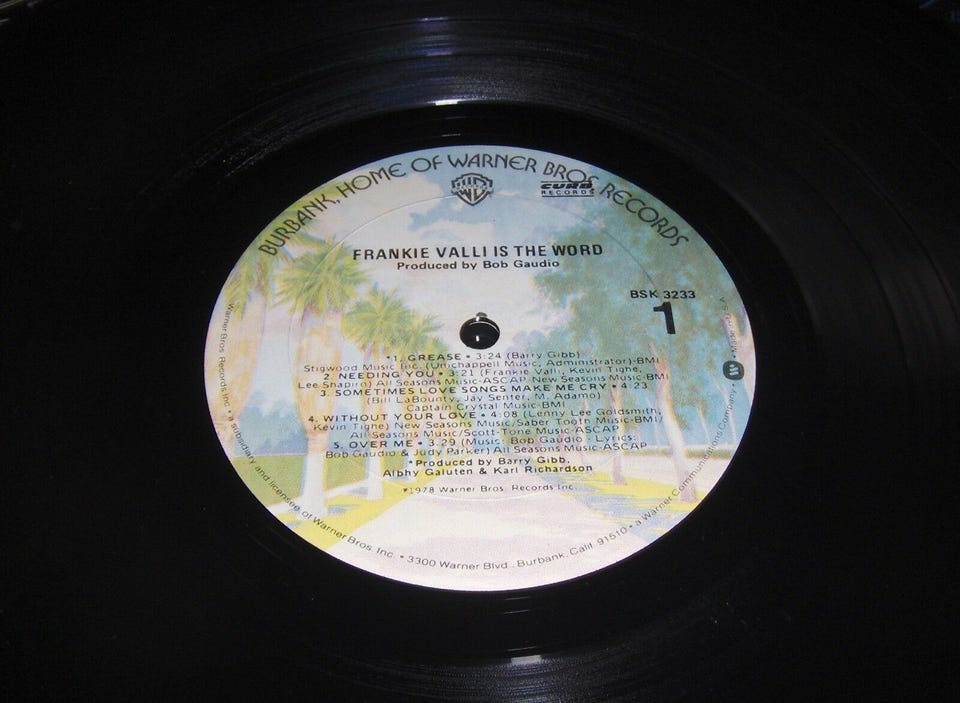 BURBANK, HOME OF WARNER BROS. RECORDS
CURB
RECORDS
FRANKIE VALLI IS THE WORD
Produced by Bob Gaudio
BSK 3233
1
*1. GREASE • 3:24 (Barry Gibb)
Stigwood Music Inc. (Unichappell Music, Administrator)-BMI
2. NEEDING YOU • 3:21 (Frankie Valli, Kevin Tighe,
Lee Shapiro) All Seasons Music-ASCAP New Seasons Music-BMI
3. SOMETIMES LOVE SONGS MAKE ME CRY • 4:23
(Bill LaBounty, Jay Senter, M. Adamo)
Captain Crystal Music-BMI
4. WITHOUT YOUR LOVE • 4:08 (Lenny Lee Goldsmith,
Kevin Tighe) New Seasons Music/Saber Tooth Music-BMI/
All Seasons Music/Scott-Tone Music-ASCAP
5. OVER ME • 3:29 (Music: Bob Gaudio - Lyrics:
Bob Gaudio & Judy Parker) All Seasons Music-ASCAP
*Produced by Barry Gibb,
Albhy Galuten & Karl Richardson
℗1978 Warner Bros. Records Inc.
Warner Bros. Records Inc. • a subsidiary and licensee of Warner Bros. Inc. • 3300 Warner Blvd., Burbank, Calif. 91510 • a Warner Communications Company • Made in U.S.A.